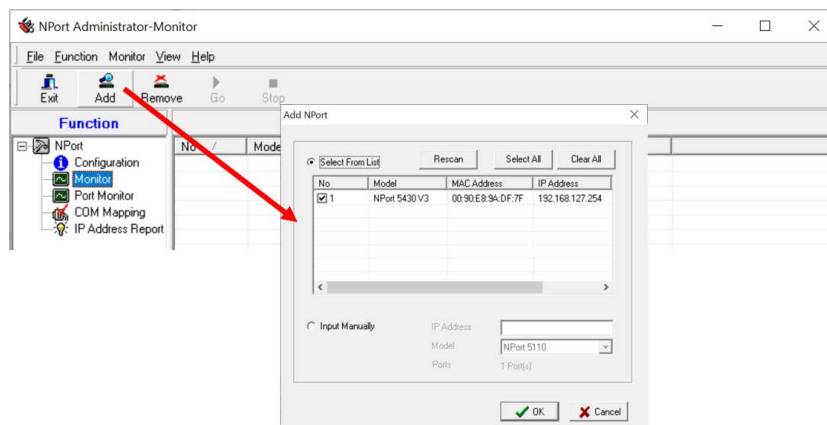 NPort Administrator-Monitor
File Function Monitor View Help
Exit Add Remove Go Stop
Function
NPort
Configuration
Monitor
Port Monitor
COM Mapping
IP Address Report
No / Mode
Add NPort
Select From List Rescan Select All Clear All
No Model MAC Address IP Address
1 NPort 5430 V3 00:90:E8:9A:DF:7F 192.168.127.254
Input Manually IP Address
Model NPort 5110
Ports 1 Port(s)
OK Cancel